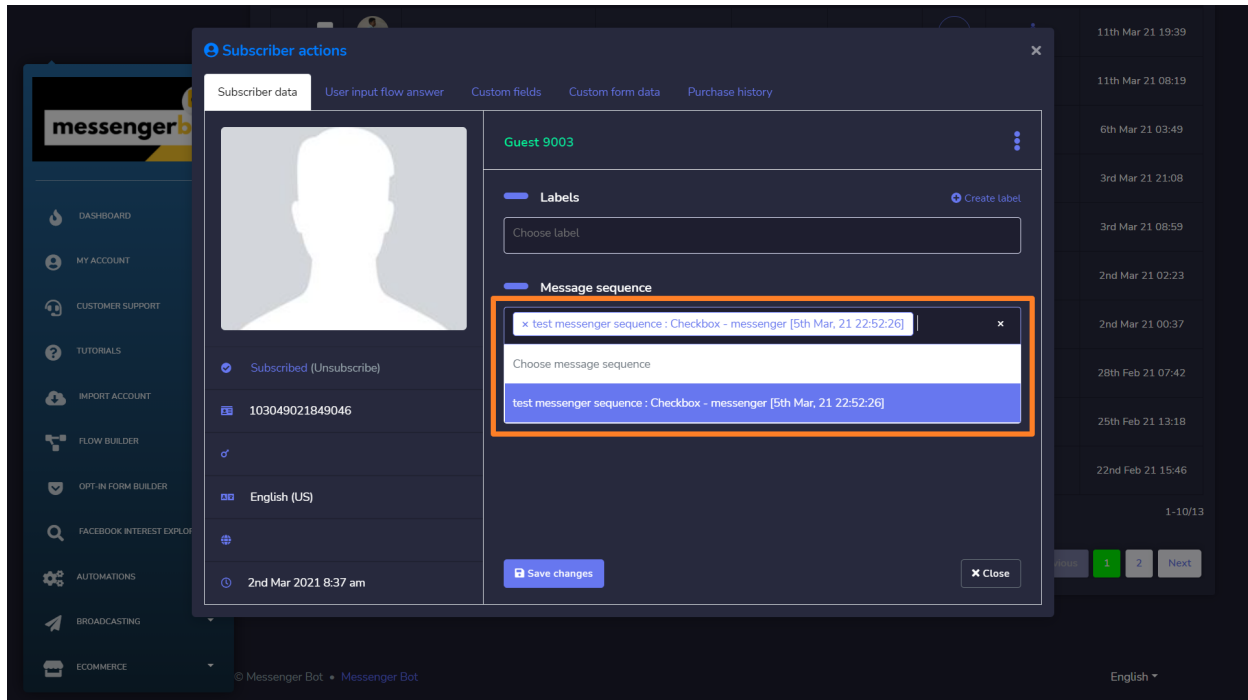 11th Mar 21 19:39
Subscriber actions
×
Subscriber data
User input flow answer
Custom fields
Custom form data
Purchase history
11th Mar 21 08:19
messengerb
Guest 9003
6th Mar 21 03:49
3rd Mar 21 21:08
Labels
Create label
DASHBOARD
Choose label
3rd Mar 21 08:59
MY ACCOUNT
2nd Mar 21 02:23
Message sequence
CUSTOMER SUPPORT
× test messenger sequence : Checkbox - messenger [5th Mar, 21 22:52:26]
×
2nd Mar 21 00:37
TUTORIALS
Subscribed (Unsubscribe)
Choose message sequence
28th Feb 21 07:42
IMPORT ACCOUNT
103049021849046
test messenger sequence : Checkbox - messenger [5th Mar, 21 22:52:26]
25th Feb 21 13:18
FLOW BUILDER
22nd Feb 21 15:46
OPT-IN FORM BUILDER
English (US)
1-10/13
FACEBOOK INTEREST EXPLOR
AUTOMATIONS
2nd Mar 2021 8:37 am
Save changes
Close
1
2
Next
BROADCASTING
ECOMMERCE
© Messenger Bot • Messenger Bot
English